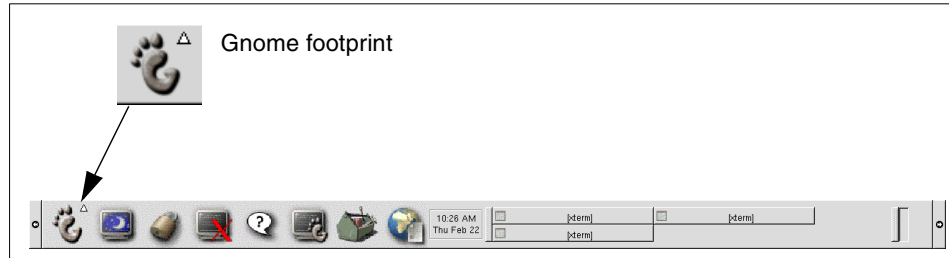 Gnome footprint
10:26 AM
Thu Feb 22
[xterm]
[xterm]
[xterm]